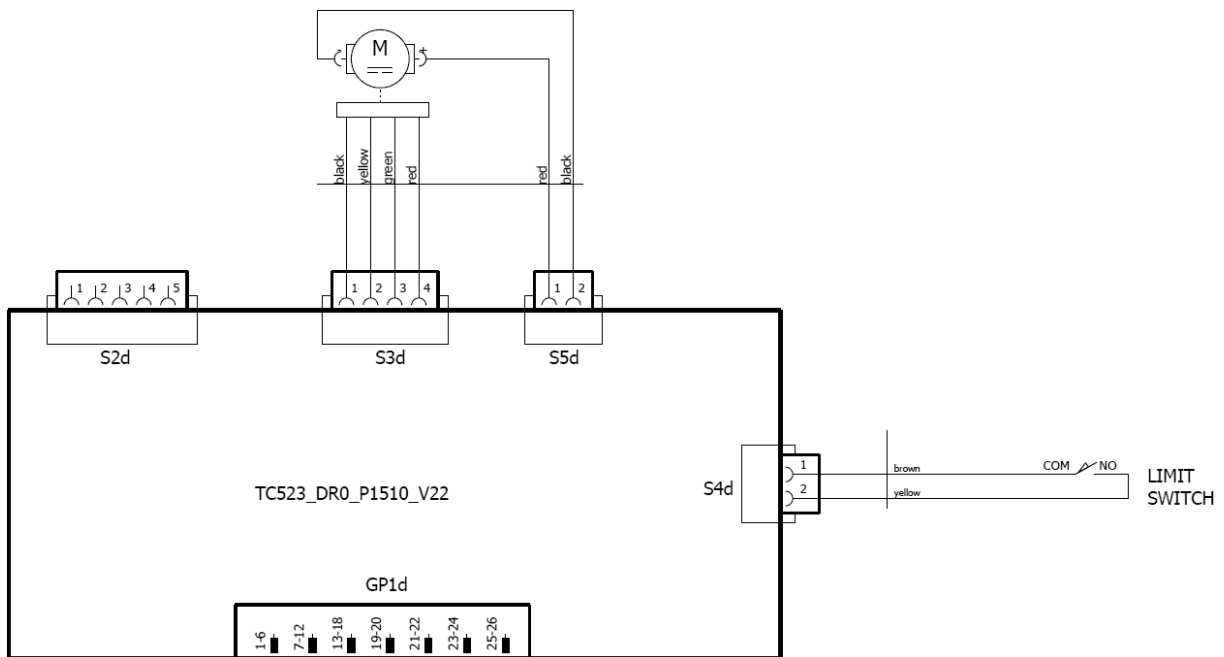 - M +
black yellow green red red black
1 2 3 4 5
1 2 3 4
1 2
S2d
S3d
S5d
1
brown
COM NO
LIMIT
SWITCH
S4d
2
yellow
TC523_DR0_P1510_V22
GP1d
1-6 7-12 13-18 19-20 21-22 23-24 25-26